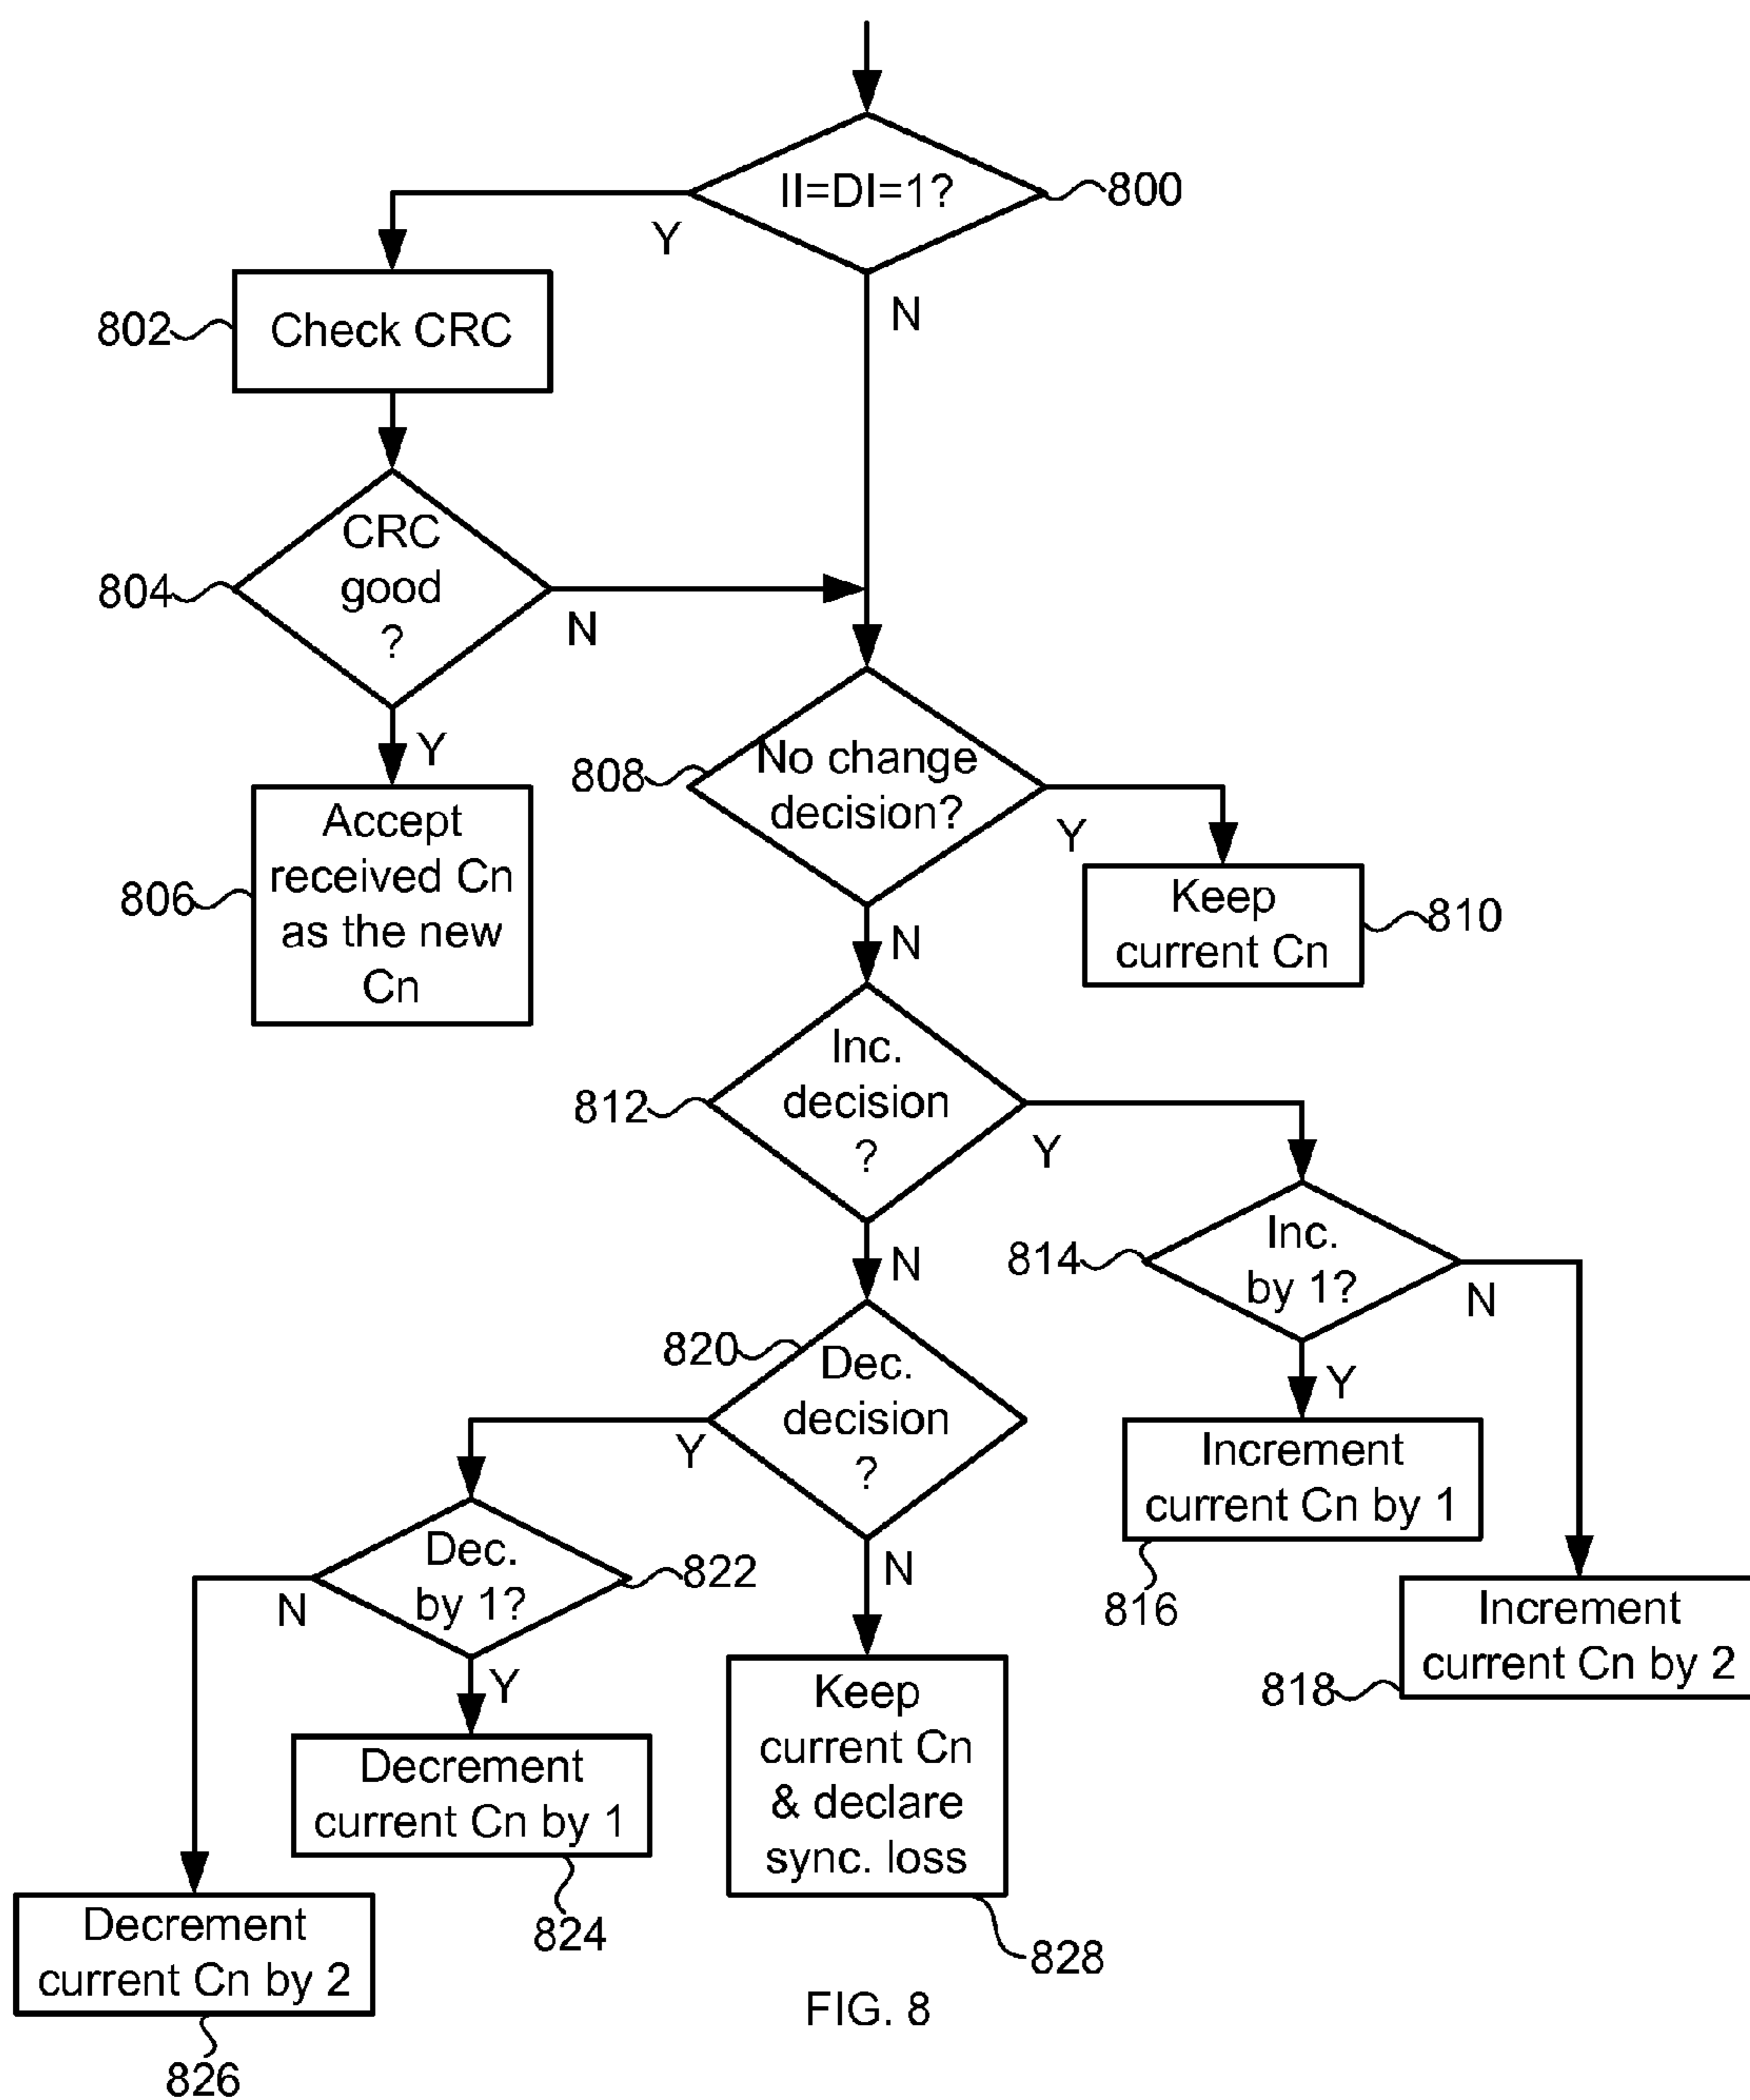 II=DI=1?
800
Y
N
802
Check CRC
804
CRC
good
?
N
Y
806
Accept
received Cn
as the new
Cn
808
No change
decision?
Y
N
Keep
current Cn
810
812
Inc.
decision
?
Y
N
814
Inc.
by 1?
N
Y
Increment
current Cn by 1
816
Increment
current Cn by 2
818
820
Dec.
decision
?
Y
N
Dec.
by 1?
822
N
Y
Decrement
current Cn by 1
824
Decrement
current Cn by 2
826
Keep
current Cn
& declare
sync. loss
828
FIG. 8